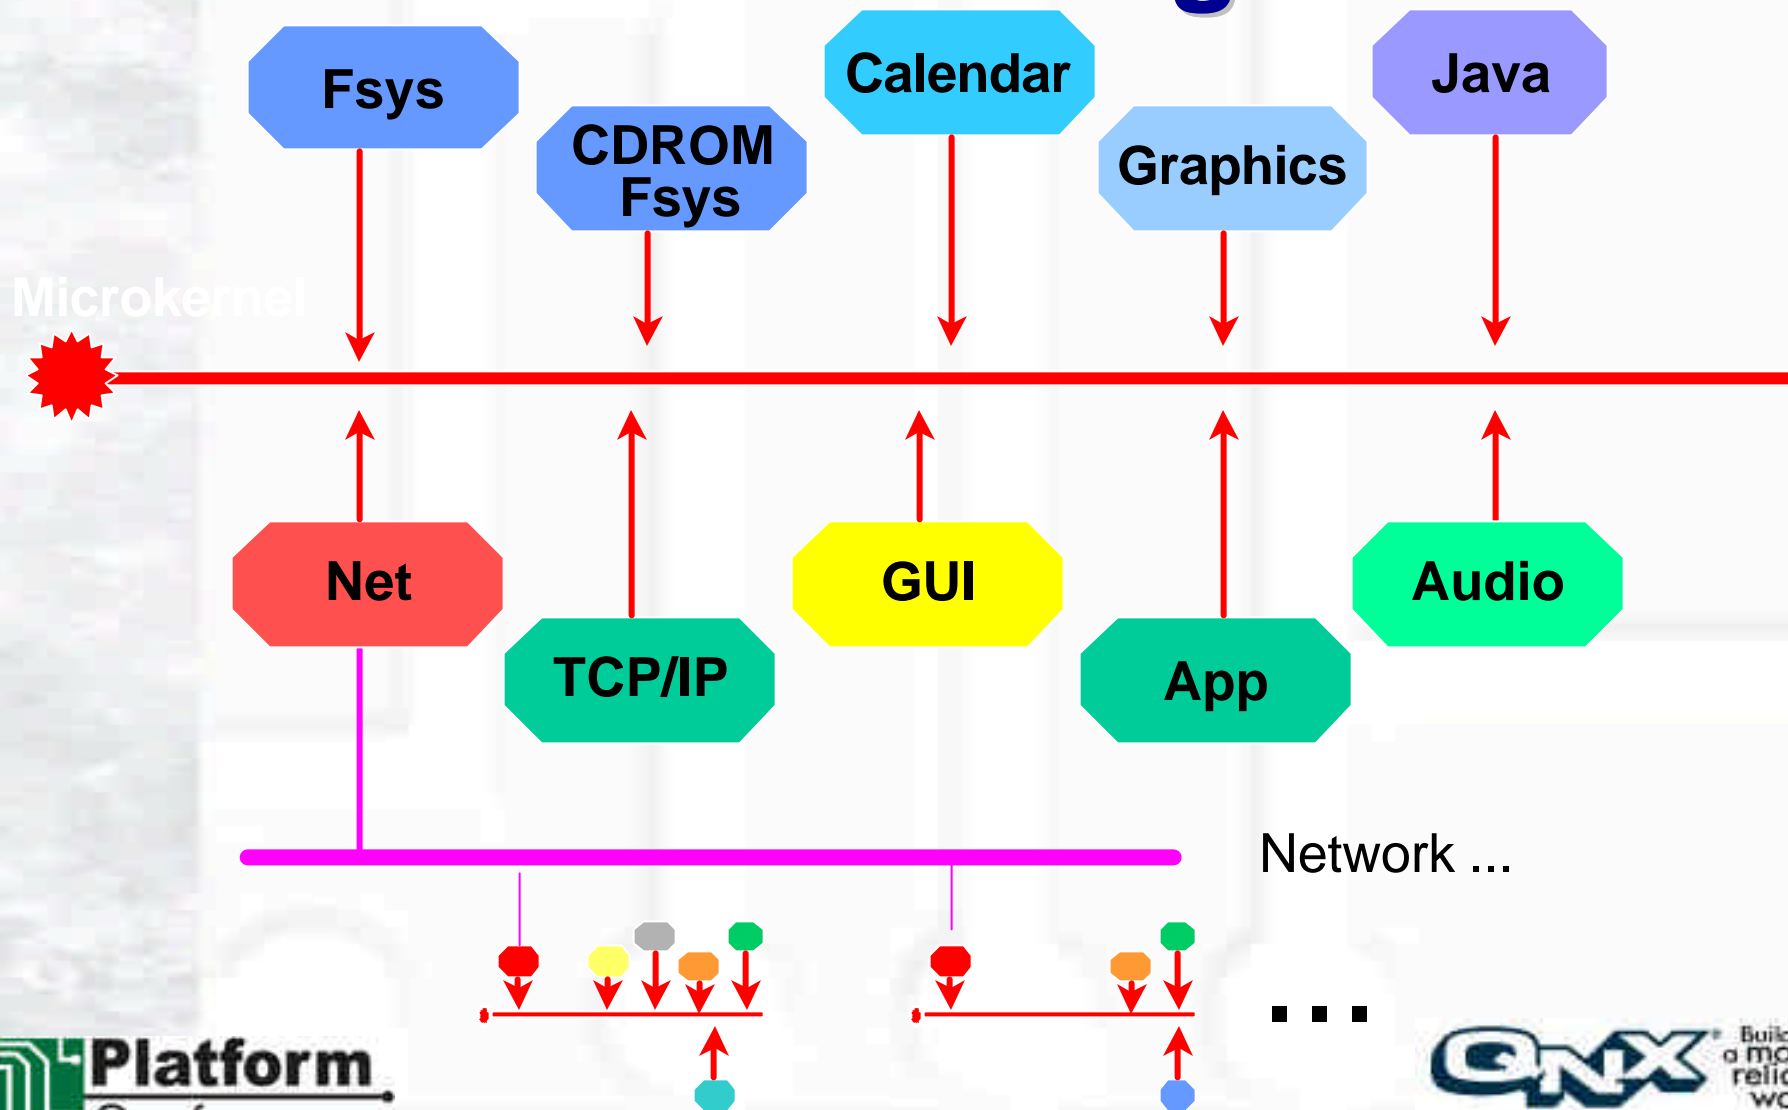 Fsys
CDROM
Fsys
Calendar
Graphics
Java
Microkernel
Net
TCP/IP
GUI
App
Audio
Network ...
...
Platform
QNX
a